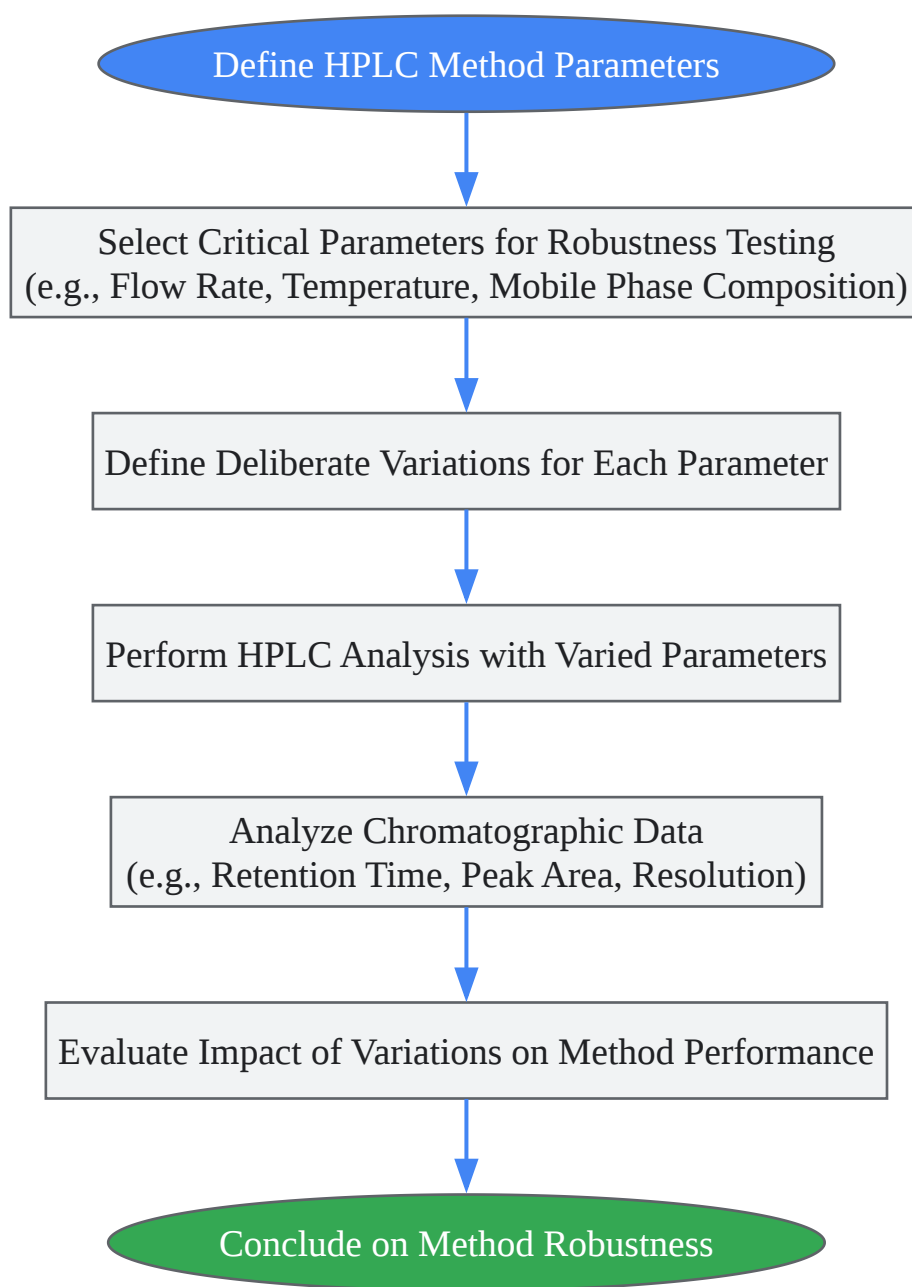 Define HPLC Method Parameters
Select Critical Parameters for Robustness Testing
(e.g., Flow Rate, Temperature, Mobile Phase Composition)
Define Deliberate Variations for Each Parameter
Perform HPLC Analysis with Varied Parameters
Analyze Chromatographic Data
(e.g., Retention Time, Peak Area, Resolution)
Evaluate Impact of Variations on Method Performance
Conclude on Method Robustness